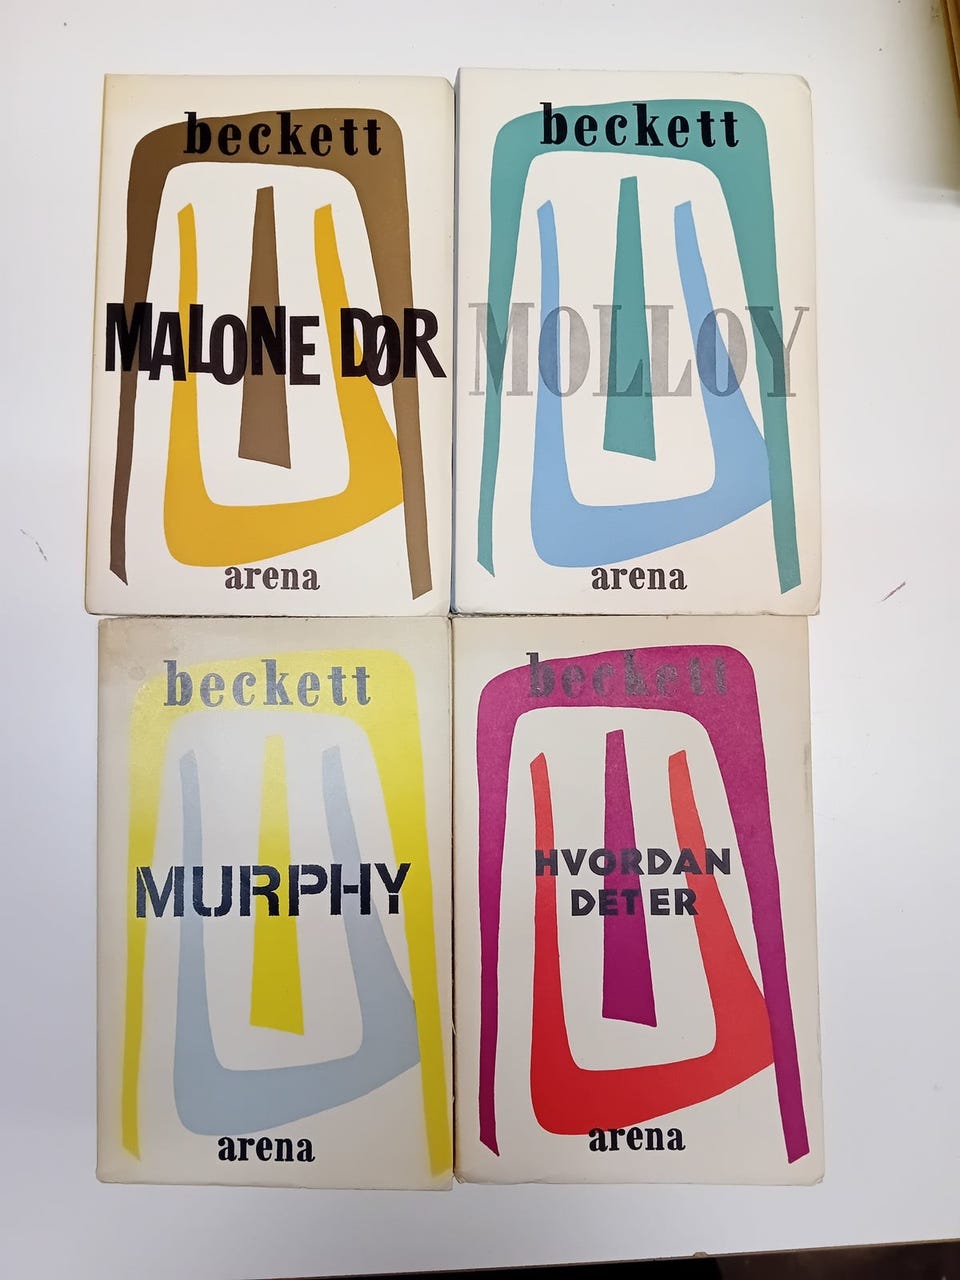 beckett
MALONE DØR
arena
beckett
MOLLOY
arena
beckett
MURPHY
arena
beckett
HVORDAN
DET ER
arena